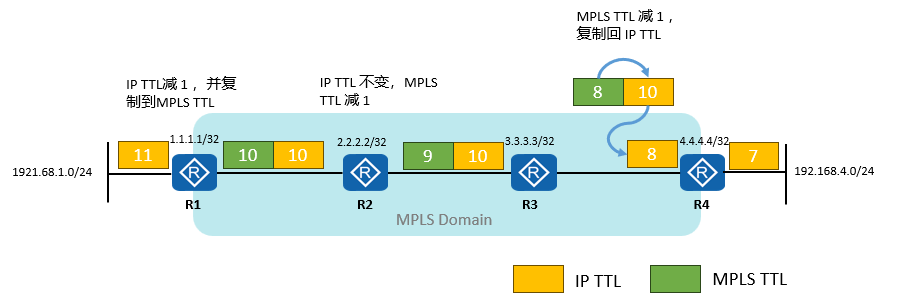 MPLS TTL 减 1，
复制回 IP TTL
8 10
IP TTL减 1 ，并复
制到MPLS TTL
IP TTL 不变，MPLS
TTL 减 1
1.1.1.1/32 2.2.2.2/32 3.3.3.3/32 4.4.4.4/32
11 10 10 9 10 8 7
1921.68.1.0/24 R R R R 192.168.4.0/24
R1 R2 R3 R4
MPLS Domain
IP TTL MPLS TTL